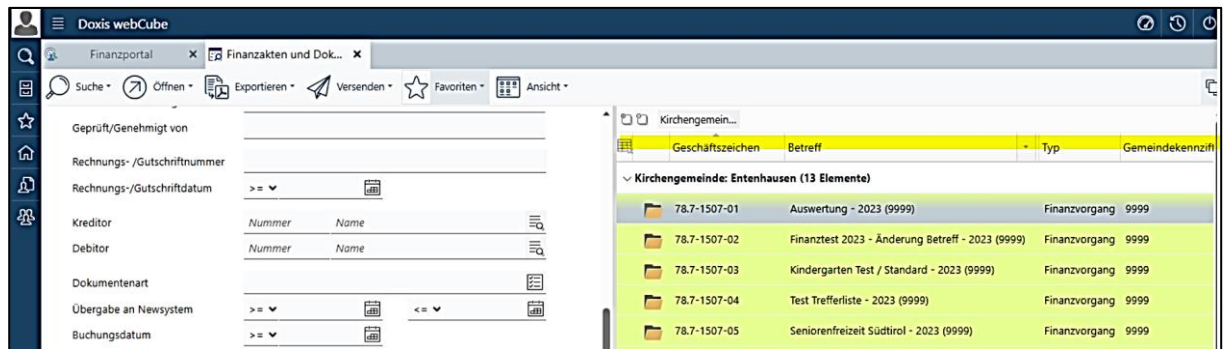 Doxis webCube
Finanzportal × Finanzakten und Dok... ×
Suche Öffnen Exportieren Versenden Favoriten Ansicht
Geprüft/Genehmigt von
Rechnungs- /Gutschriftnummer
Rechnungs-/Gutschriftdatum >=
Kreditor Nummer Name
Debitor Nummer Name
Dokumentenart
Übergabe an Newsystem >= <=
Buchungsdatum >=
Kirchengemein...
Geschäftszeichen Betreff Typ Gemeindekennziff
Kirchengemeinde: Entenhausen (13 Elemente)
78.7-1507-01 Auswertung - 2023 (9999) Finanzvorgang 9999
78.7-1507-02 Finanztest 2023 - Änderung Betreff - 2023 (9999) Finanzvorgang 9999
78.7-1507-03 Kindergarten Test / Standard - 2023 (9999) Finanzvorgang 9999
78.7-1507-04 Test Trefferliste - 2023 (9999) Finanzvorgang 9999
78.7-1507-05 Seniorenfreizeit Südtirol - 2023 (9999) Finanzvorgang 9999